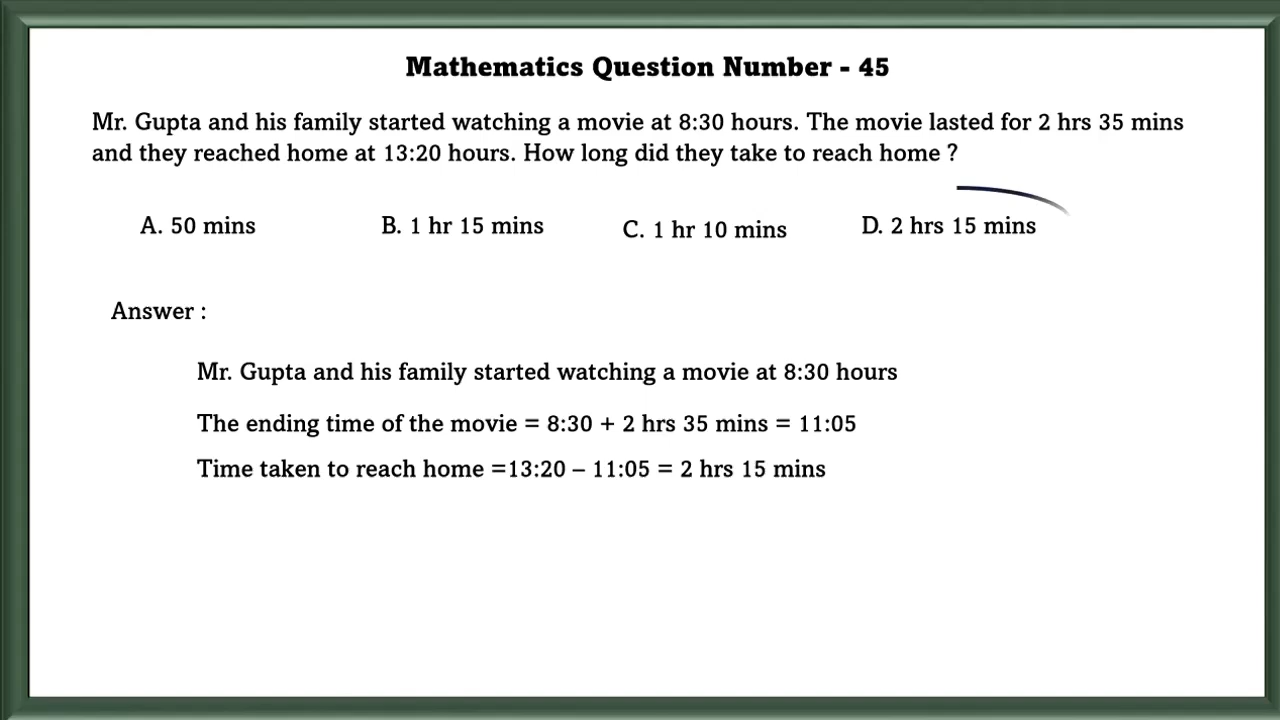 Mathematics Question Number - 45
Mr. Gupta and his family started watching a movie at 8:30 hours. The movie lasted for 2 hrs 35 mins
and they reached home at 13:20 hours. How long did they take to reach home ?
A. 50 mins B. 1 hr 15 mins C. 1 hr 10 mins D. 2 hrs 15 mins
Answer :
Mr. Gupta and his family started watching a movie at 8:30 hours
The ending time of the movie = 8:30 + 2 hrs 35 mins = 11:05
Time taken to reach home =13:20 – 11:05 = 2 hrs 15 mins